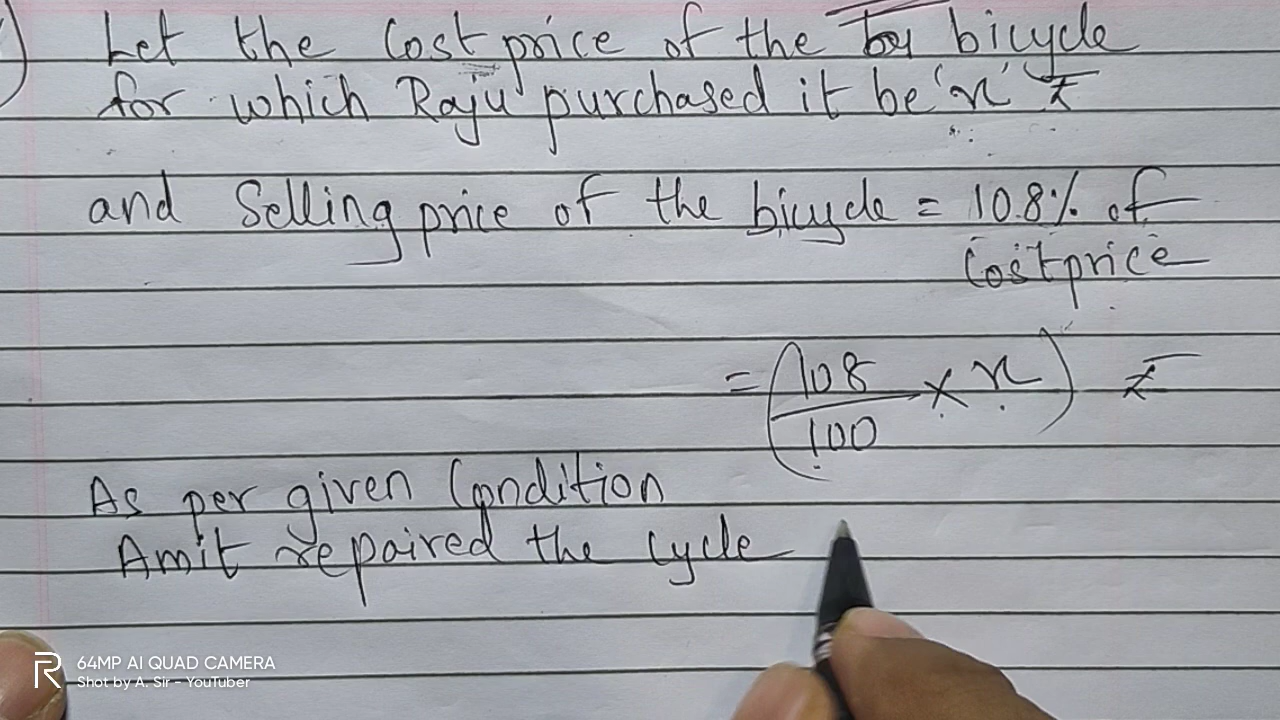 Let the Cost price of the bicycle
for which Raju purchased it be 'x' ₹
and Selling price of the bicycle = 108% of
Cost price
= (108/100 × x) ₹
As per given Condition
Amit repaired the cycle
64MP AI QUAD CAMERA
Shot by A. Sir - YouTuber